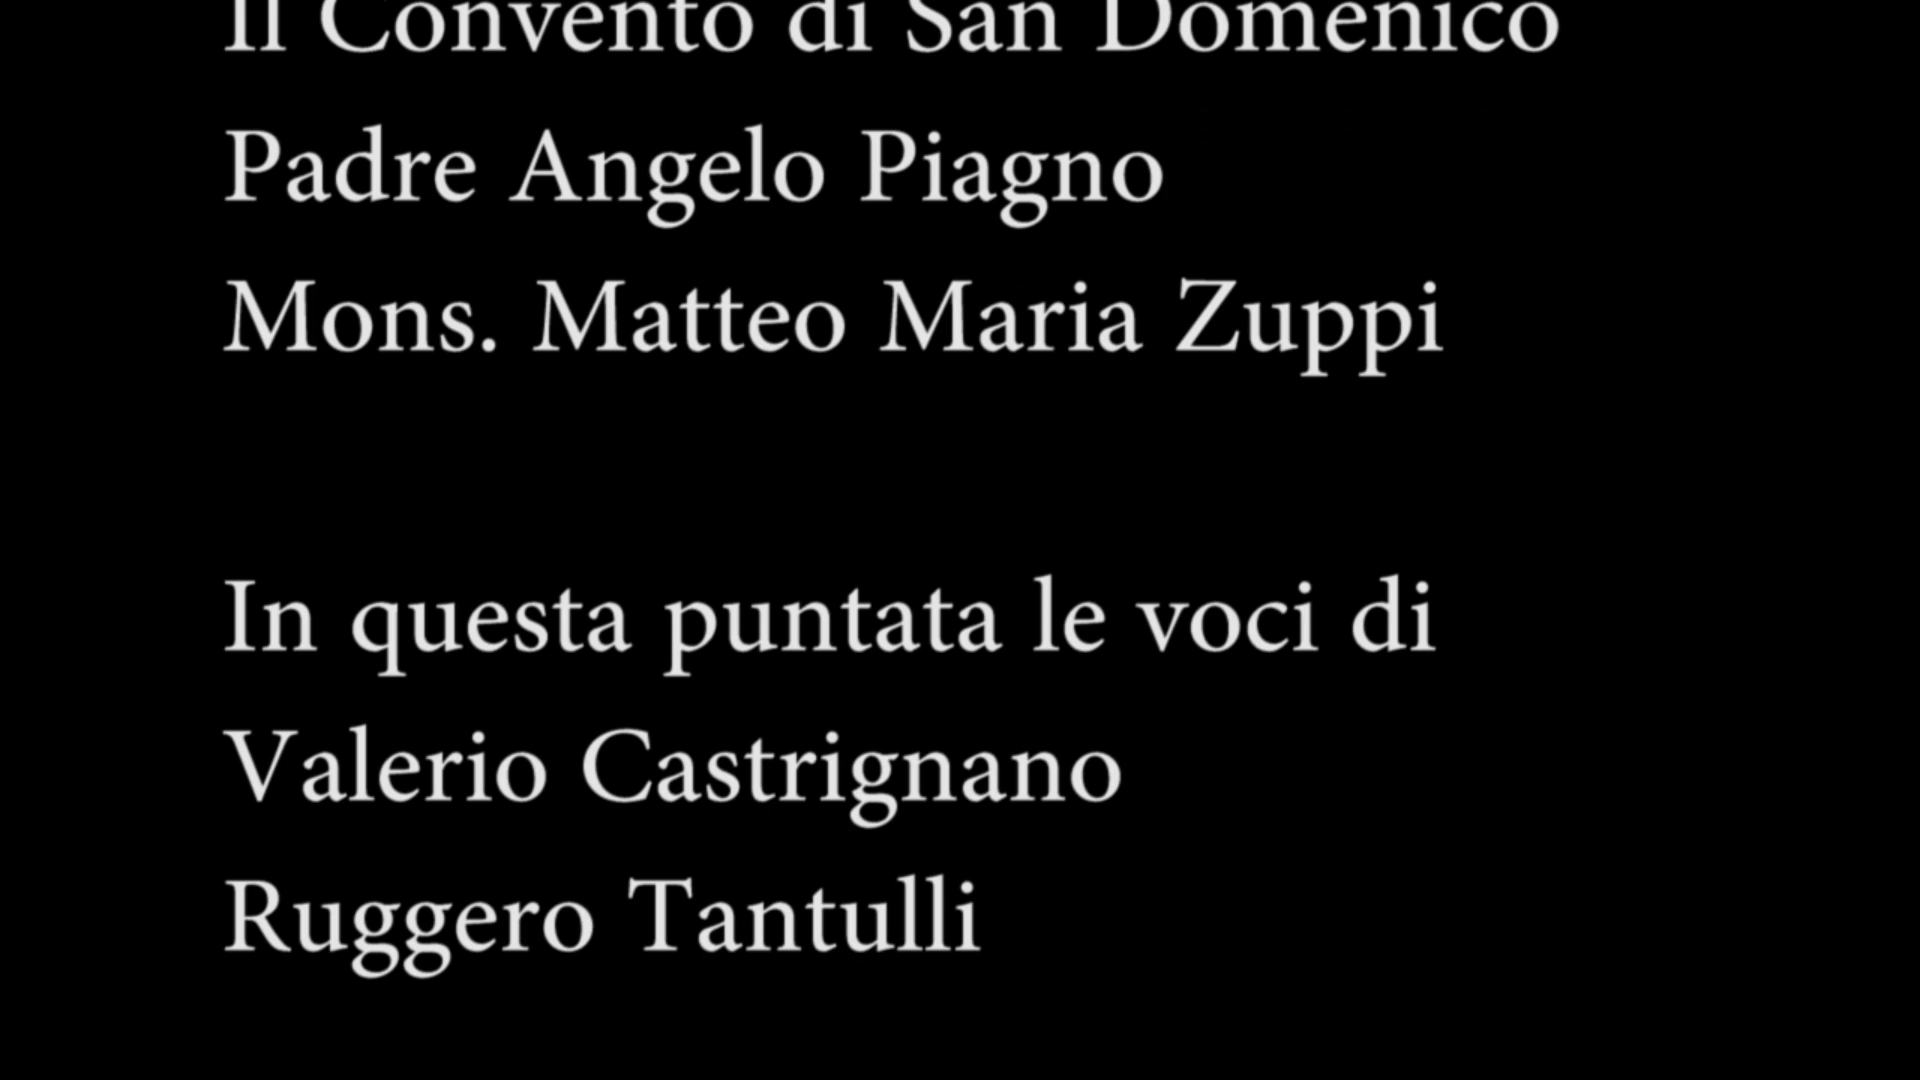 Il Convento di San Domenico
Padre Angelo Piagno
Mons. Matteo Maria Zuppi
In questa puntata le voci di
Valerio Castrignano
Ruggero Tantulli